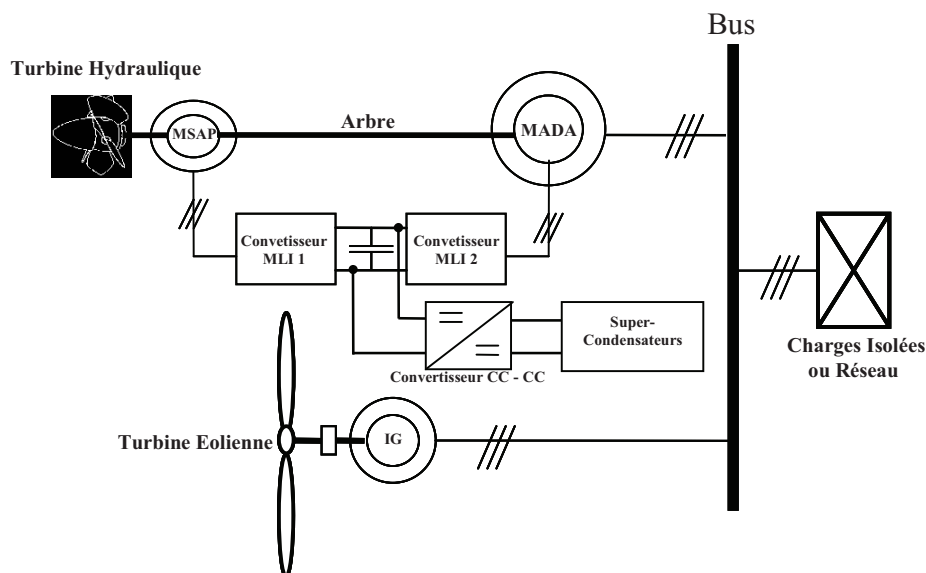 Bus
Turbine Hydraulique
MSAP
Arbre
MADA
Convetisseur
MLI 1
Convetisseur
MLI 2
Super-
Condensateurs
Convertisseur CC - CC
Charges Isolées
ou Réseau
Turbine Eolienne
IG